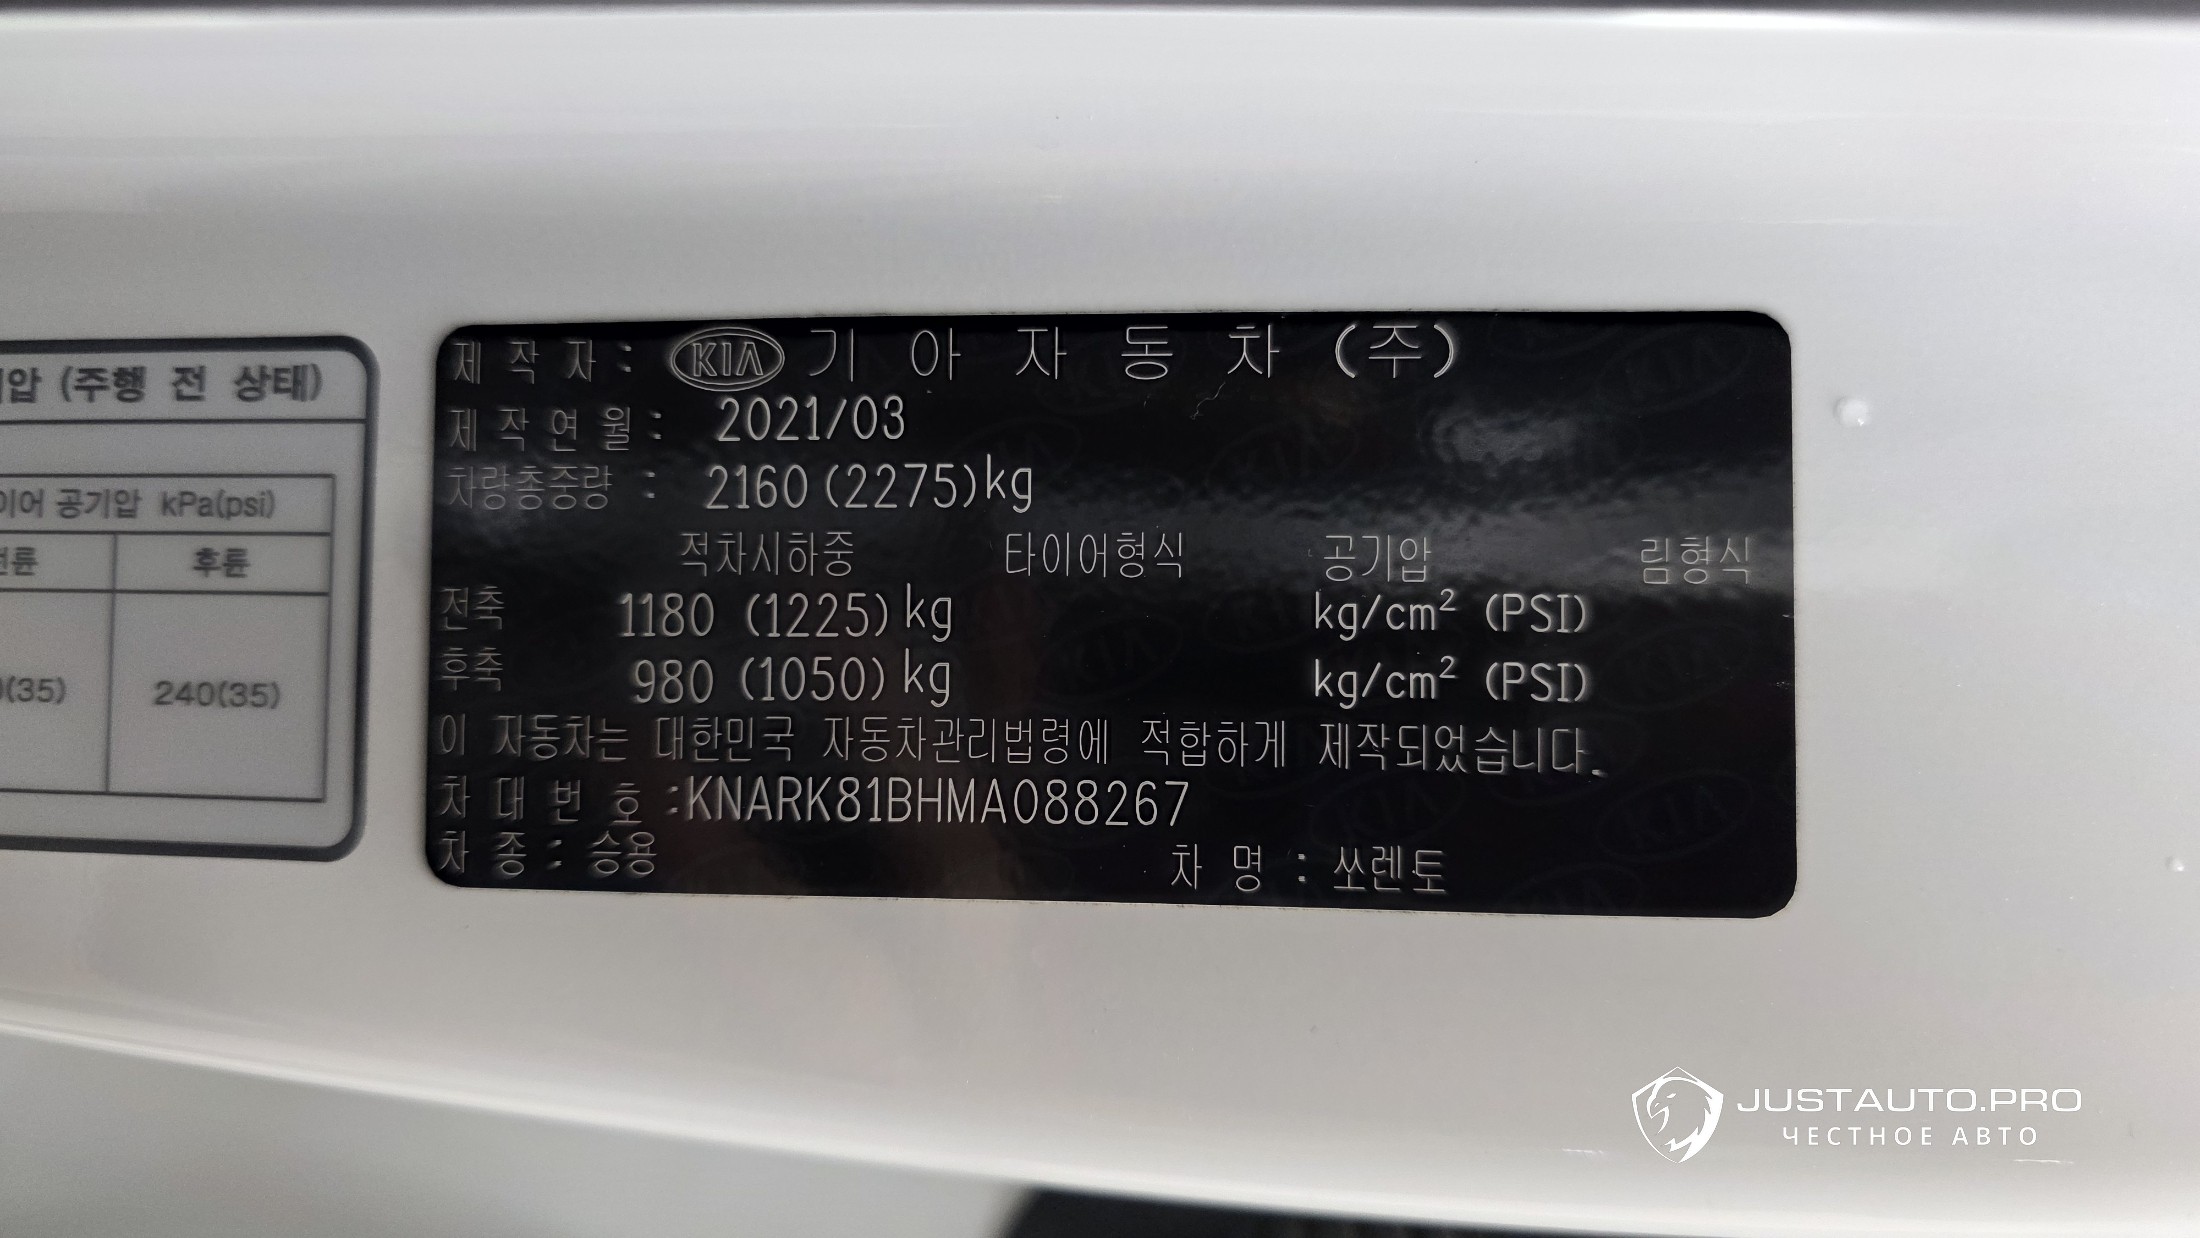 제 작 자 : KIA 기 아 자 동 차 (주)
제 작 연 월 : 2021/03
차량총중량 : 2160 (2275)kg
적차시하중 타이어형식 공기압 림형식
전축 1180 (1225)kg kg/cm² (PSI)
후축 980 (1050)kg kg/cm² (PSI)
이 자동차는 대한민국 자동차관리법령에 적합하게 제작되었습니다.
차 대 번 호 :KNARK81BHMA088267
차 종 : 승용 차 명 : 쏘렌토
압 (주행 전 상태)
이어 공기압 kPa(psi)
륜 후륜
(35) 240(35)
JUSTAUTO.PRO
ЧЕСТНОЕ АВТО